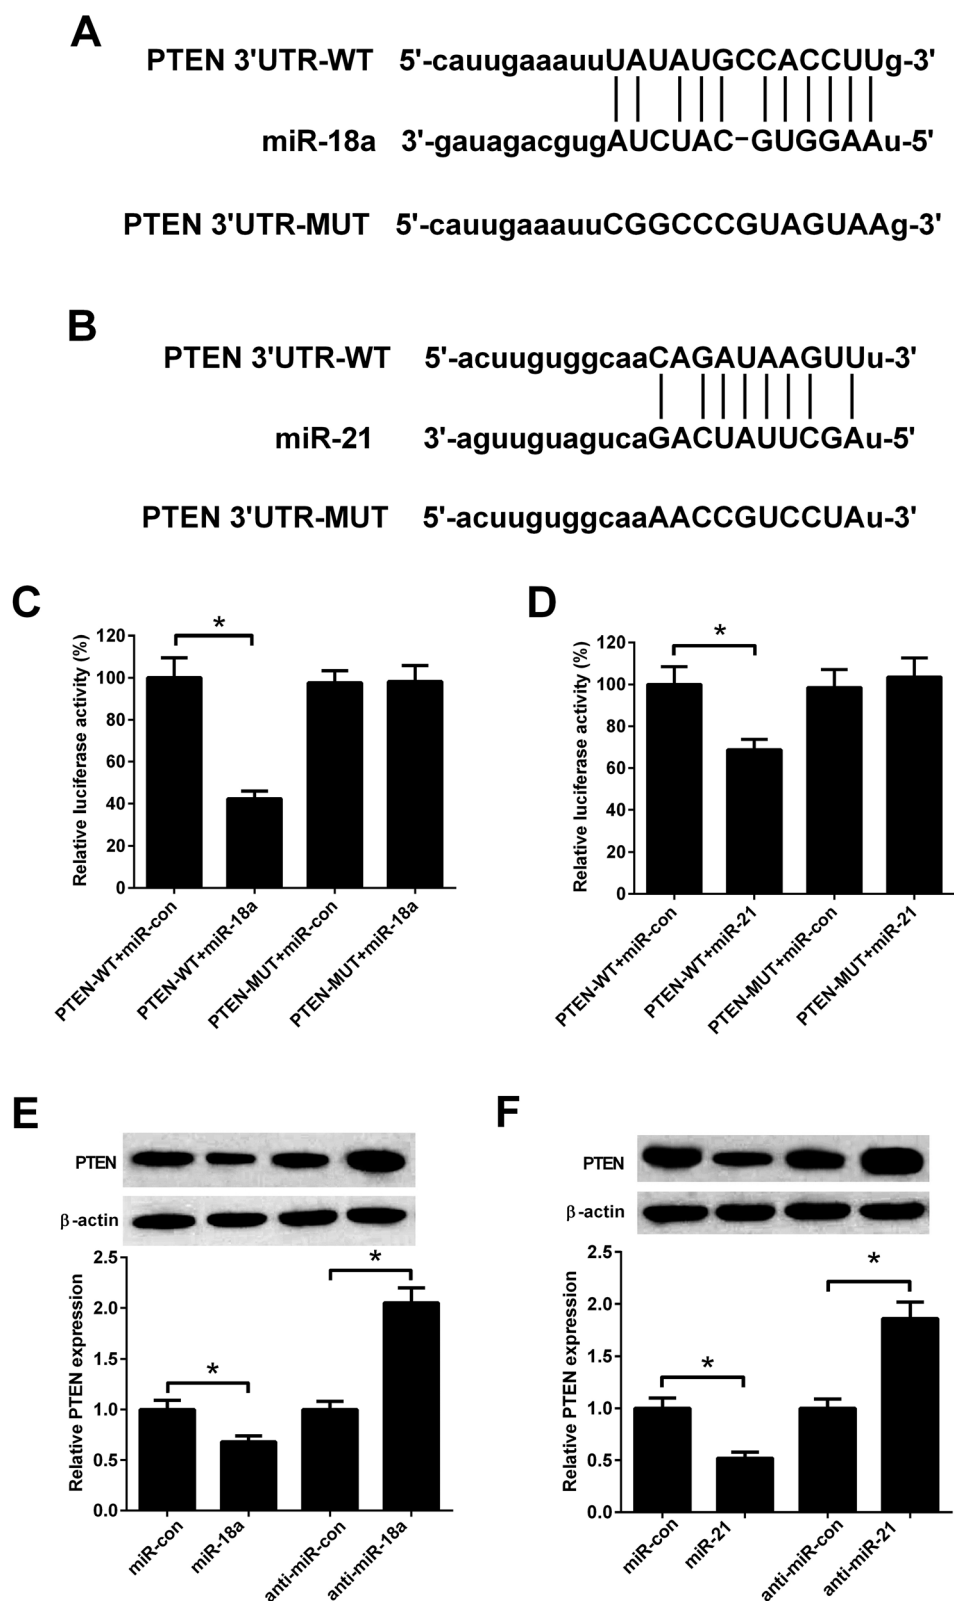 A
PTEN 3'UTR-WT 5'-cauugaaauuUAUAUGCCACCUUg-3'
miR-18a 3'-gauagacgugAUCUAC-GUGGAAu-5'
PTEN 3'UTR-MUT 5'-cauugaaauuCGGCCCGUAGUAAg-3'
B
PTEN 3'UTR-WT 5'-acuuguggcaaCAGAUAAGUUu-3'
miR-21 3'-aguuguagucaGACUAUUCGAu-5'
PTEN 3'UTR-MUT 5'-acuuguggcaaAACCGUCCUAu-3'
C
Relative luciferase activity (%)
120
100
80
60
40
20
0
*
PTEN-WT+miR-con
PTEN-WT+miR-18a
PTEN-MUT+miR-con
PTEN-MUT+miR-18a
D
Relative luciferase activity (%)
120
100
80
60
40
20
0
*
PTEN-WT+miR-con
PTEN-WT+miR-21
PTEN-MUT+miR-con
PTEN-MUT+miR-21
E
PTEN
β-actin
Relative PTEN expression
2.5
2.0
1.5
1.0
0.5
0.0
*
*
miR-con
miR-18a
anti-miR-con
anti-miR-18a
F
PTEN
β-actin
Relative PTEN expression
2.5
2.0
1.5
1.0
0.5
0.0
*
*
miR-con
miR-21
anti-miR-con
anti-miR-21